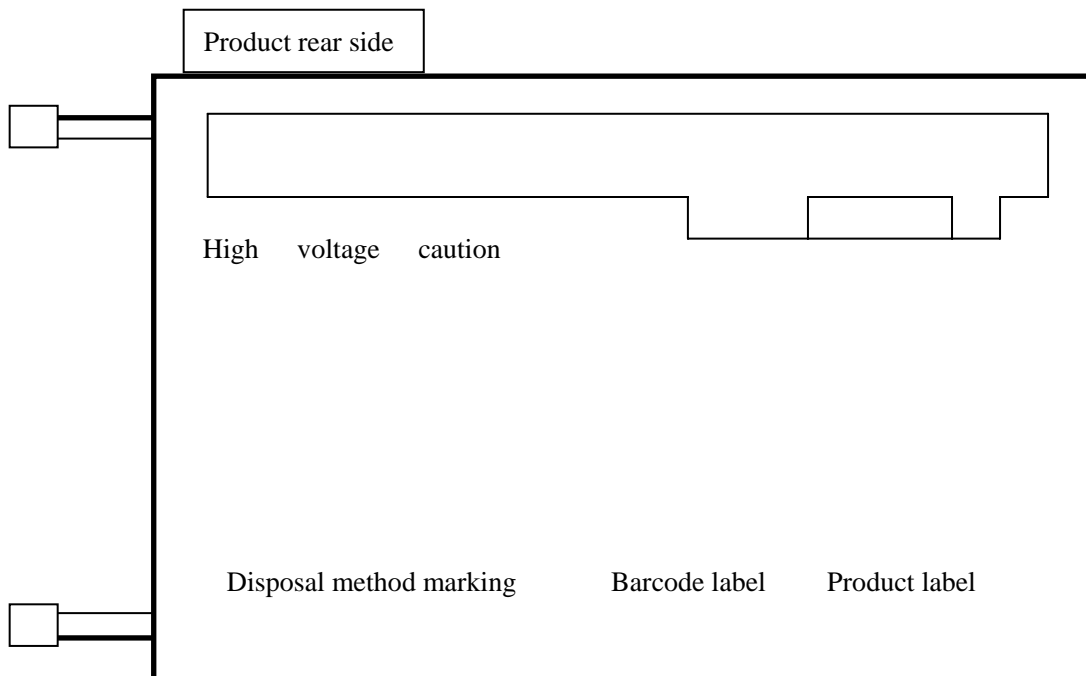 Product rear side
High voltage caution
Disposal method marking Barcode label Product label